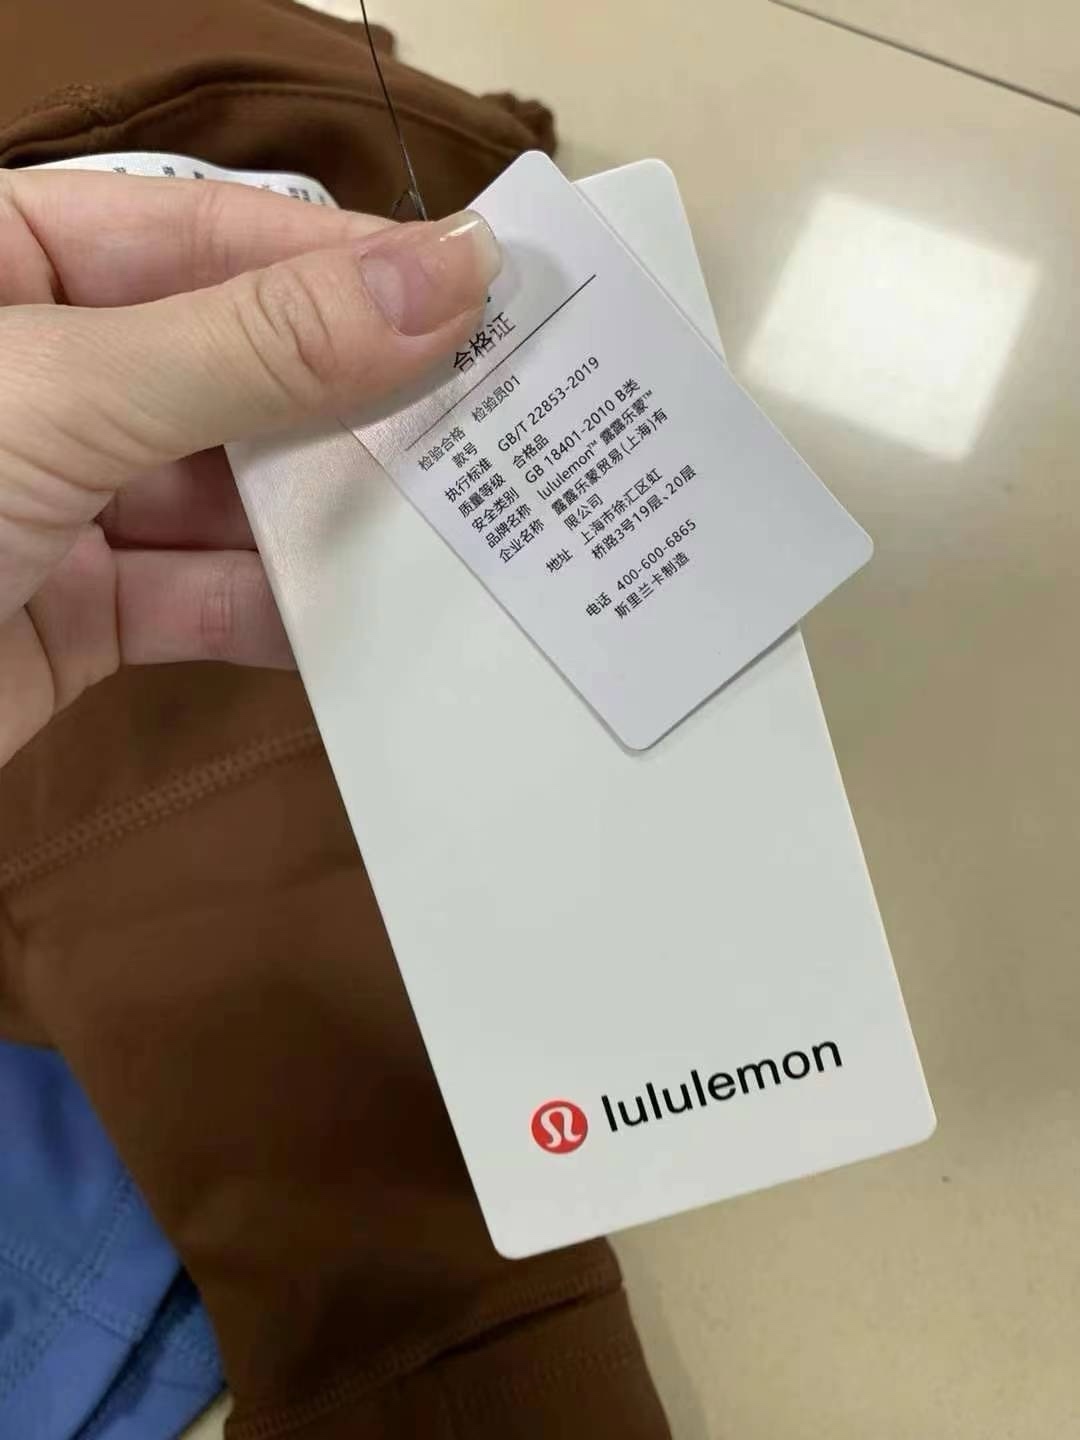 合格证
检验合格 检验员01
款号
执行标准 GB/T 22853-2019
质量等级 合格品
安全类别 GB 18401-2010 B类
品牌名称 lululemon™ 露露乐蒙™
企业名称 露露乐蒙贸易(上海)有
限公司
地址 上海市徐汇区虹
桥路3号19层、20层
电话 400-600-6865
斯里兰卡制造
lululemon